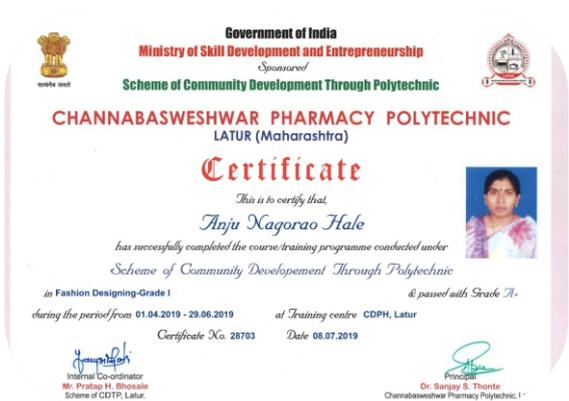 Government of India
Ministry of Skill Development and Entrepreneurship
Sponsored
Scheme of Community Development Through Polytechnic
सत्यमेव जयते
CHANNABASWESHWAR PHARMACY POLYTECHNIC
LATUR (Maharashtra)
Certificate
This is to certify that,
Anju Nagorao Hale
has successfully completed the course/training programme conducted under
Scheme of Community Developement Through Polytechnic
in Fashion Designing-Grade I & passed with Grade A+
during the period from 01.04.2019 - 29.06.2019 at Training centre CDPH, Latur
Certificate No. 28703 Date 08.07.2019
Internal Co-ordinator
Mr. Pratap H. Bhosale
Scheme of CDTP, Latur.
Principal
Dr. Sanjay S. Thonte
Channabasweshwar Pharmacy Polytechnic,